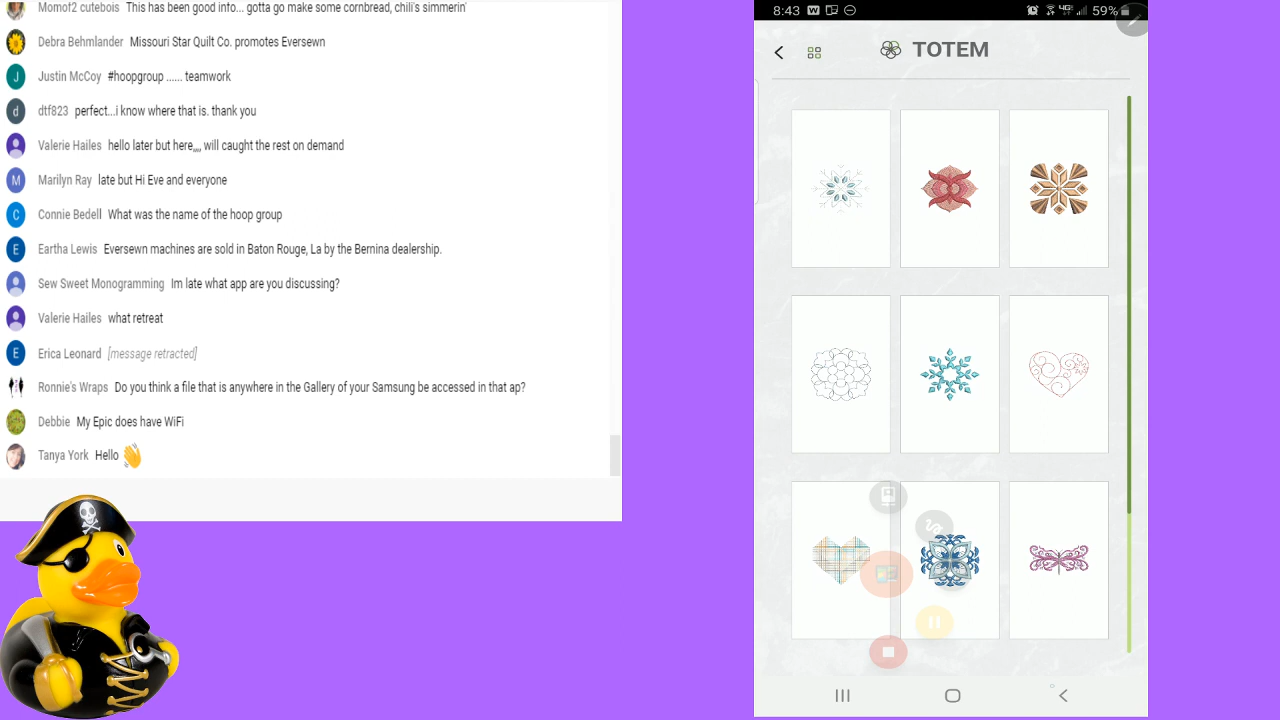 Momof2 cutebois This has been good info... gotta go make some cornbread, chili's simmerin'
Debra Behmlander Missouri Star Quilt Co. promotes Eversewn
J Justin McCoy #hoopgroup ...... teamwork
d dtf823 perfect...i know where that is. thank you
Valerie Hailes hello later but here,,,, will caught the rest on demand
M Marilyn Ray late but Hi Eve and everyone
C Connie Bedell What was the name of the hoop group
E Eartha Lewis Eversewn machines are sold in Baton Rouge, La by the Bernina dealership.
Sew Sweet Monogramming Im late what app are you discussing?
Valerie Hailes what retreat
E Erica Leonard [message retracted]
Ronnie's Wraps Do you think a file that is anywhere in the Gallery of your Samsung be accessed in that ap?
Debbie My Epic does have WiFi
Tanya York Hello 👋
8:43 W 59%
TOTEM